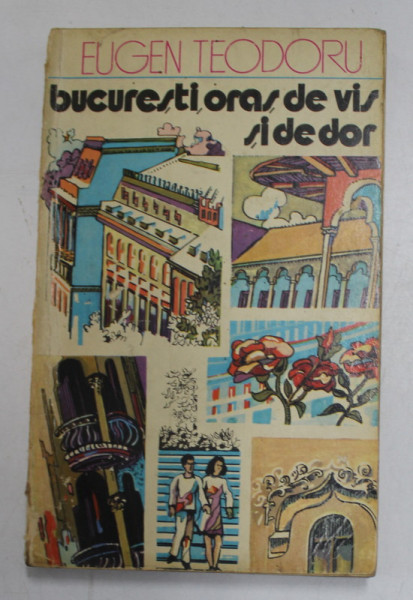 EUGEN TEODORU
bucurești, oraș de vis
și de dor